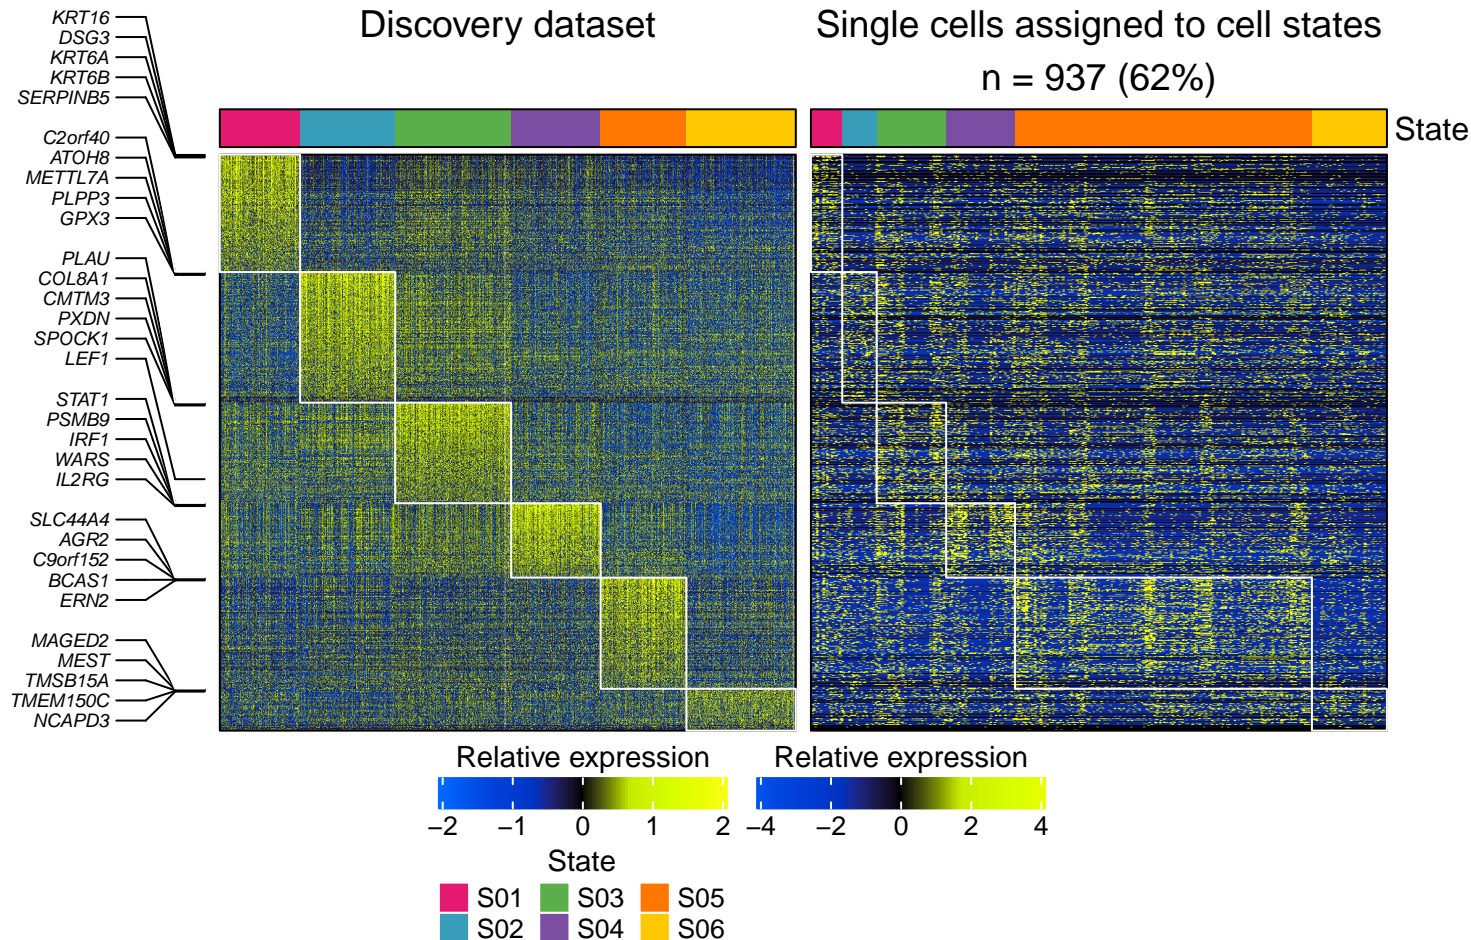 Discovery dataset
Single cells assigned to cell states
n = 937 (62%)
State
KRT16
DSG3
KRT6A
KRT6B
SERPINB5
C2orf40
ATOH8
METTL7A
PLPP3
GPX3
PLAU
COL8A1
CMTM3
PXDN
SPOCK1
LEF1
STAT1
PSMB9
IRF1
WARS
IL2RG
SLC44A4
AGR2
C9orf152
BCAS1
ERN2
MAGED2
MEST
TMSB15A
TMEM150C
NCAPD3
Relative expression
−2 −1 0 1 2
Relative expression
−4 −2 0 2 4
State
S01 S03 S05
S02 S04 S06